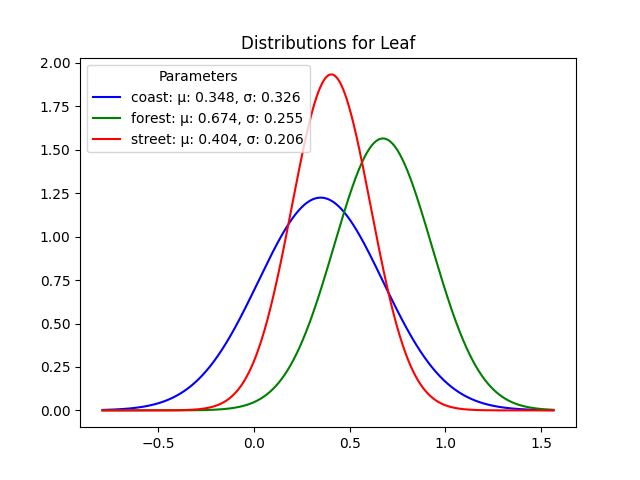 Distributions for Leaf
Parameters
coast: μ: 0.348, σ: 0.326
forest: μ: 0.674, σ: 0.255
street: μ: 0.404, σ: 0.206
2.00
1.75
1.50
1.25
1.00
0.75
0.50
0.25
0.00
−0.5 0.0 0.5 1.0 1.5